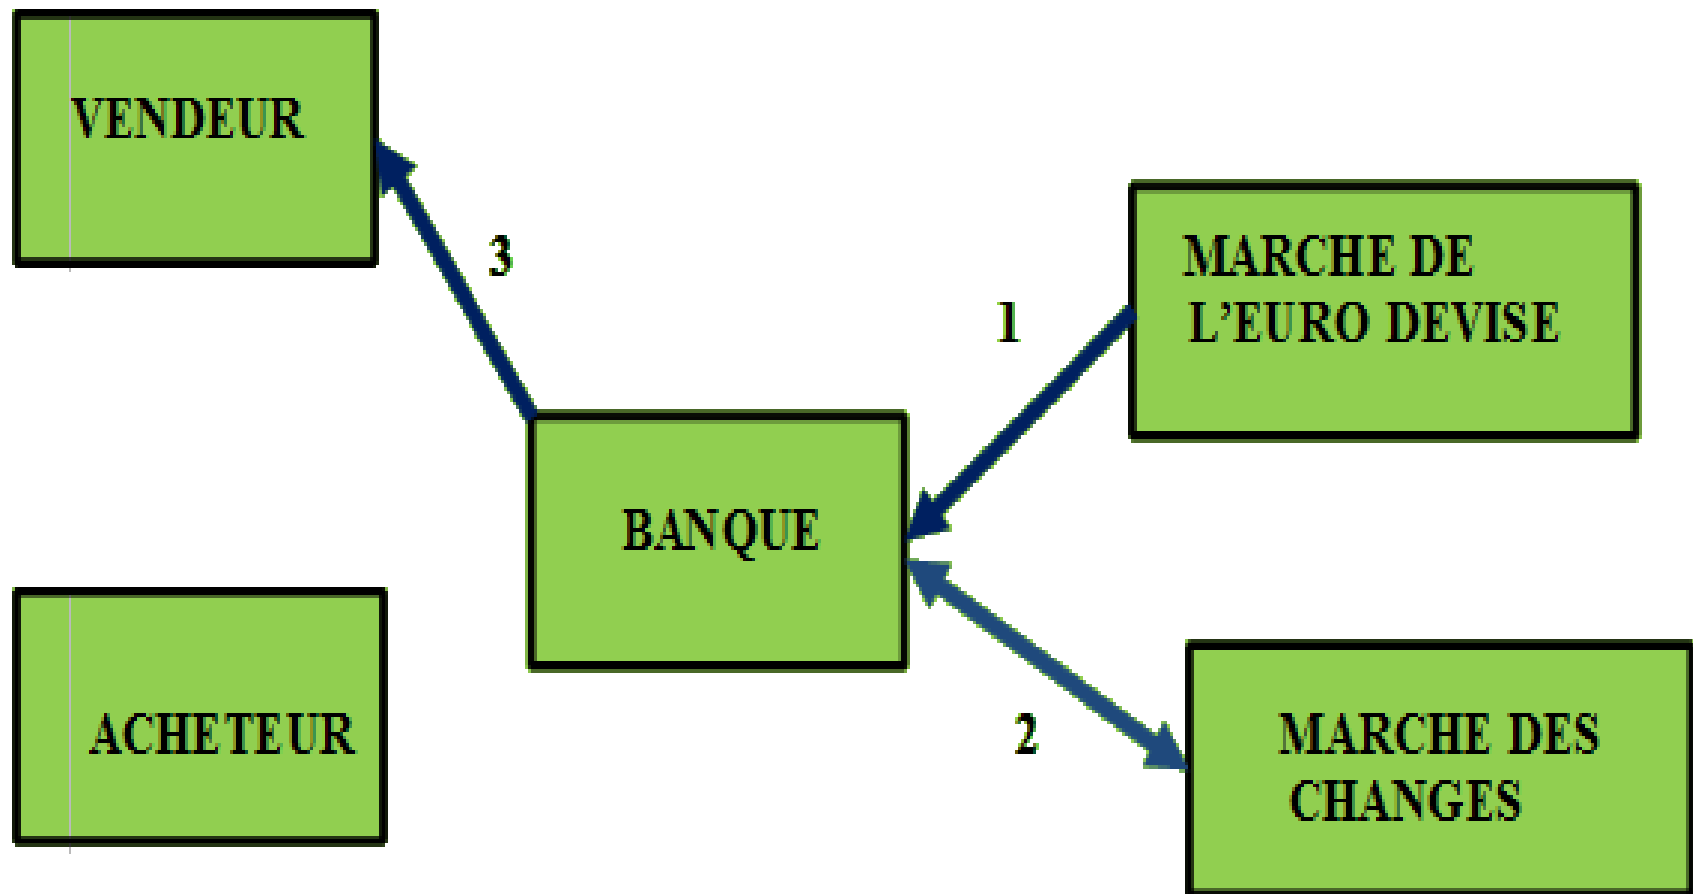 VENDEUR
3
MARCHE DE
L’EURO DEVISE
1
BANQUE
2
ACHETEUR
MARCHE DES
CHANGES